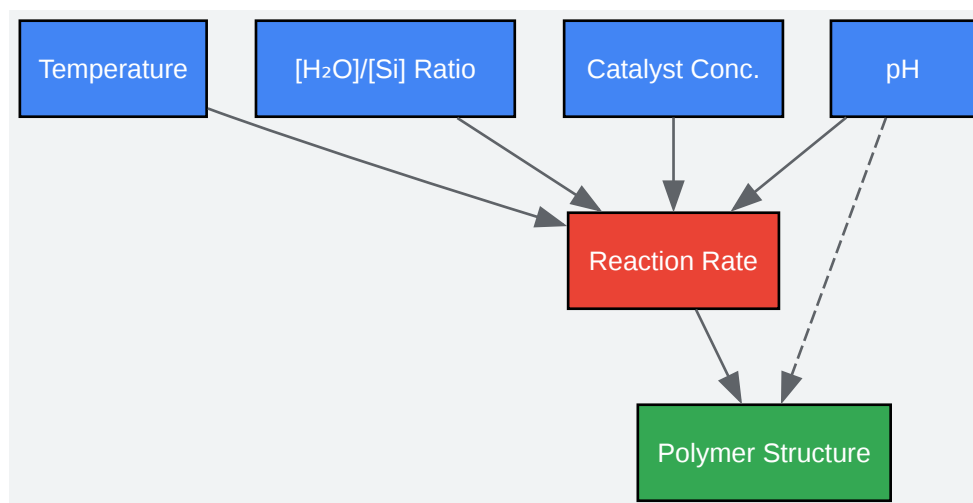 Temperature
[H₂O]/[Si] Ratio
Catalyst Conc.
pH
Reaction Rate
Polymer Structure